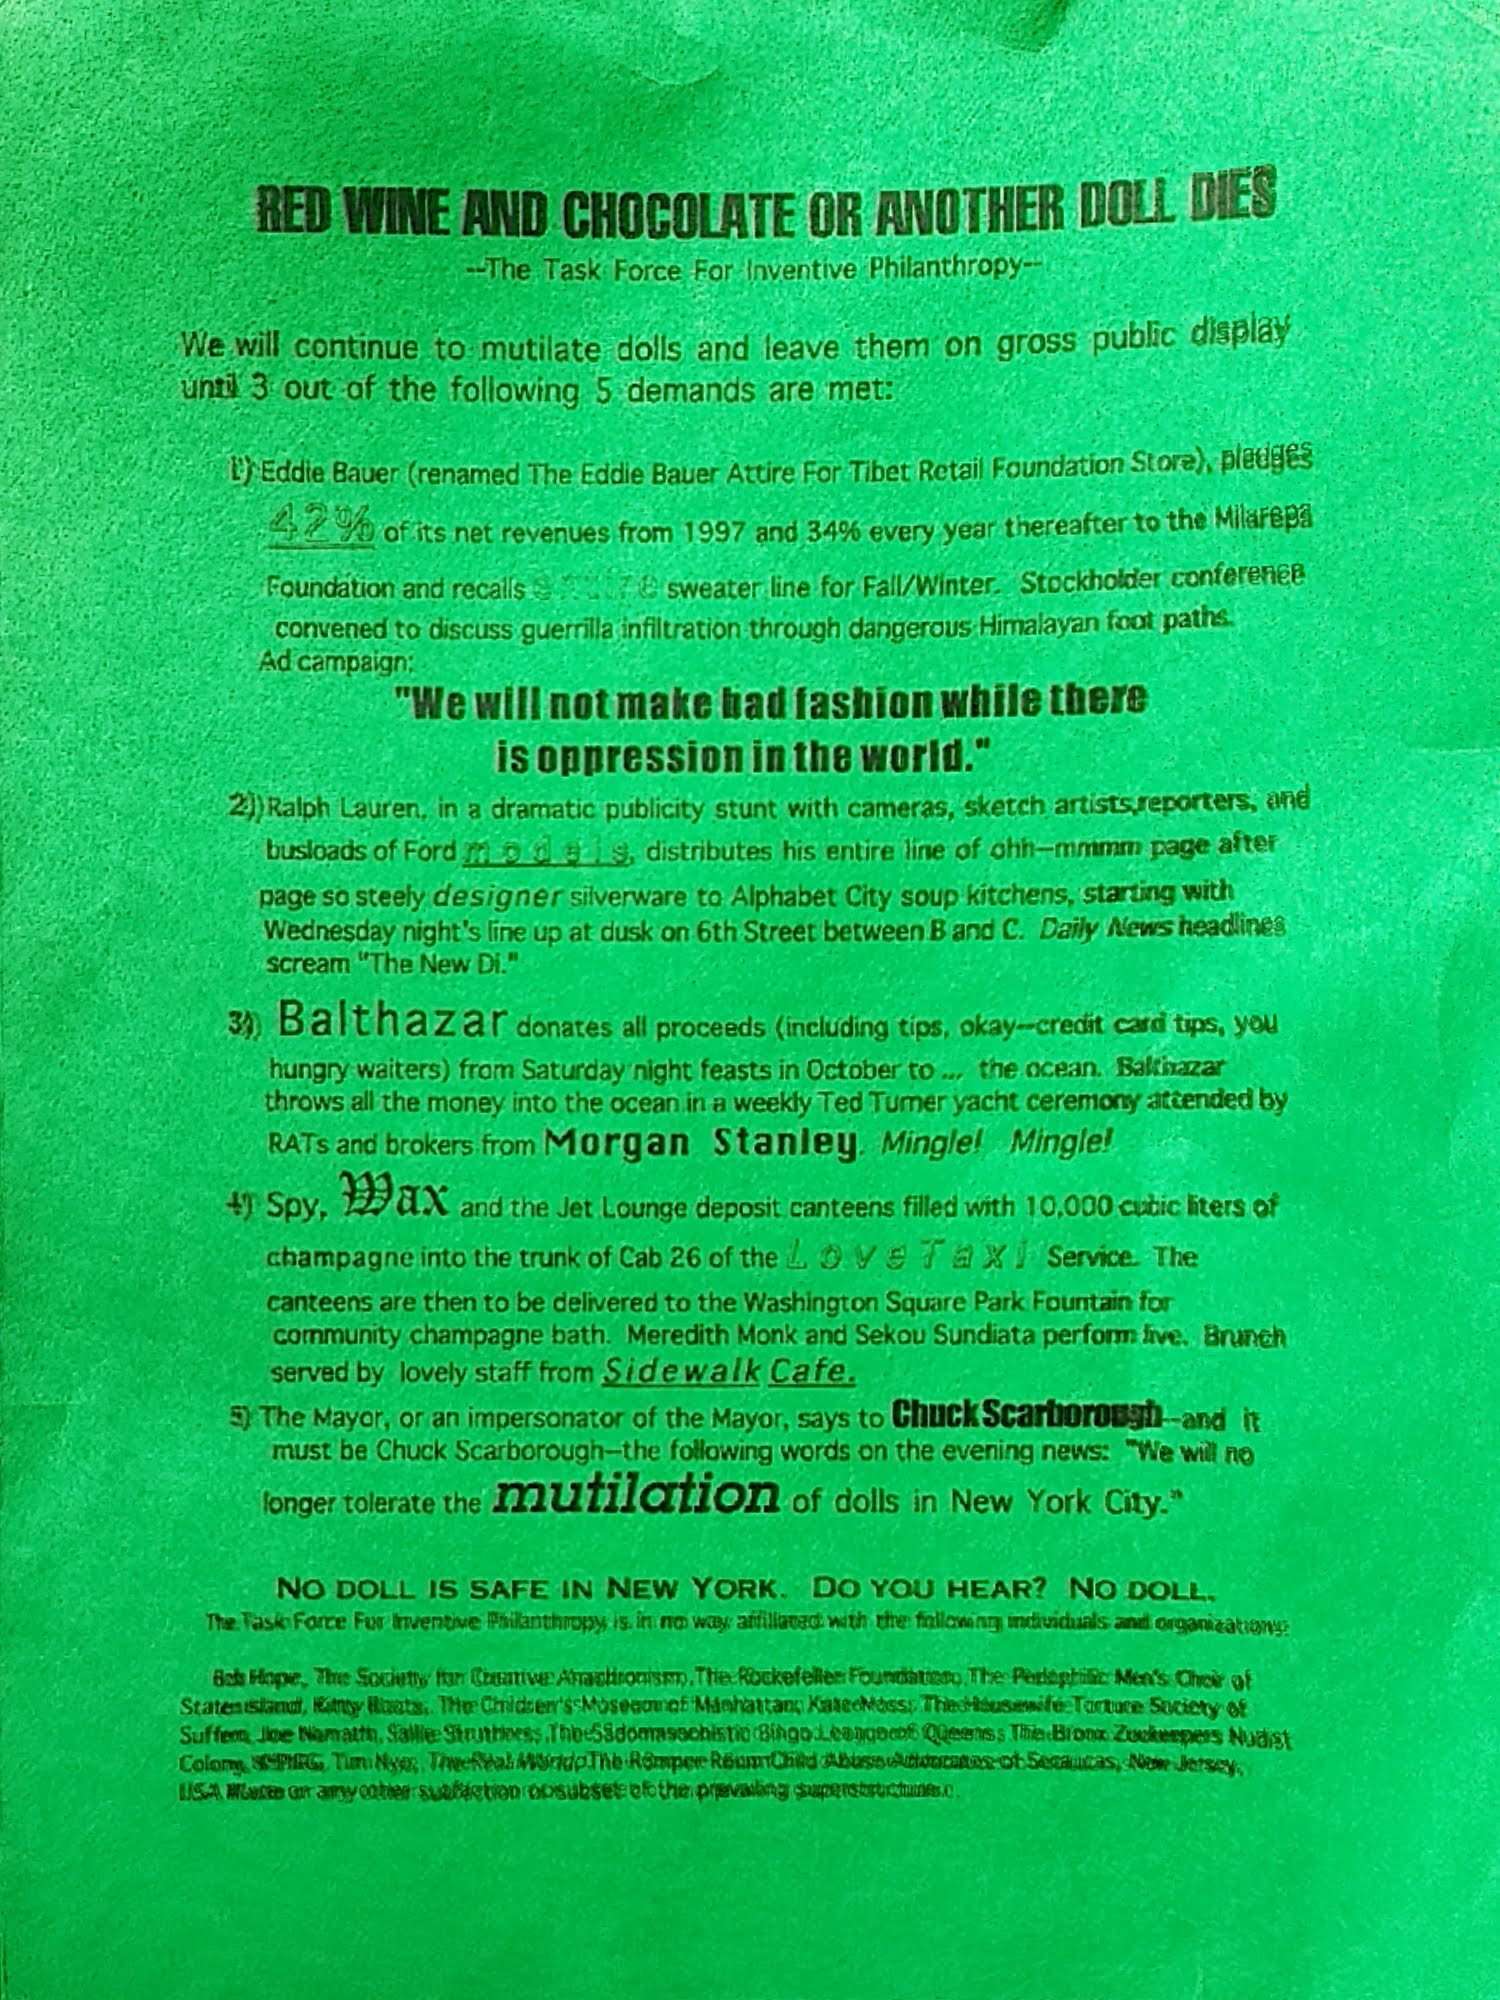 RED WINE AND CHOCOLATE OR ANOTHER DOLL DIES
--The Task Force For Inventive Philanthropy--
We will continue to mutilate dolls and leave them on gross public display
until 3 out of the following 5 demands are met:
1) Eddie Bauer (renamed The Eddie Bauer Attire For Tibet Retail Foundation Store), pledges
42% of its net revenues from 1997 and 34% every year thereafter to the Milarepa
Foundation and recalls entire sweater line for Fall/Winter. Stockholder conference
convened to discuss guerrilla infiltration through dangerous Himalayan foot paths.
Ad campaign:
"We will not make bad fashion while there
is oppression in the world."
2) Ralph Lauren, in a dramatic publicity stunt with cameras, sketch artists,reporters, and
busloads of Ford models, distributes his entire line of ohh--mmmm page after
page so steely designer silverware to Alphabet City soup kitchens, starting with
Wednesday night's line up at dusk on 6th Street between B and C. Daily News headlines
scream "The New Di."
3) Balthazar donates all proceeds (including tips, okay--credit card tips, you
hungry waiters) from Saturday night feasts in October to ... the ocean. Balthazar
throws all the money into the ocean in a weekly Ted Turner yacht ceremony attended by
RATs and brokers from Morgan Stanley. Mingle! Mingle!
4) Spy, Wax and the Jet Lounge deposit canteens filled with 10,000 cubic liters of
champagne into the trunk of Cab 26 of the LoveTaxi Service. The
canteens are then to be delivered to the Washington Square Park Fountain for
community champagne bath. Meredith Monk and Sekou Sundiata perform live. Brunch
served by lovely staff from Sidewalk Cafe.
5) The Mayor, or an impersonator of the Mayor, says to Chuck Scarborough--and it
must be Chuck Scarborough--the following words on the evening news: "We will no
longer tolerate the mutilation of dolls in New York City."
NO DOLL IS SAFE IN NEW YORK. DO YOU HEAR? NO DOLL.
The Task Force For Inventive Philanthropy is in no way affiliated with the following individuals and organizations:
Bob Hope, The Society for Creative Anachronism, The Rockefeller Foundation, The Pedophilic Men's Choir of
Staten Island, Kitty Boots, The Children's Museum of Manhattan, Kate Moss, The Housewife Torture Society of
Suffern, Joe Namath, Sallie Struthers, The Sadomasochistic Bingo League of Queens, The Bronx Zookeepers Nudist
Colony, Tim Nye, The Real World, The Romper Room Child Abuse Advocates of Secaucas, New Jersey,
USA or any other subfaction or subset of the prevailing superstructure.